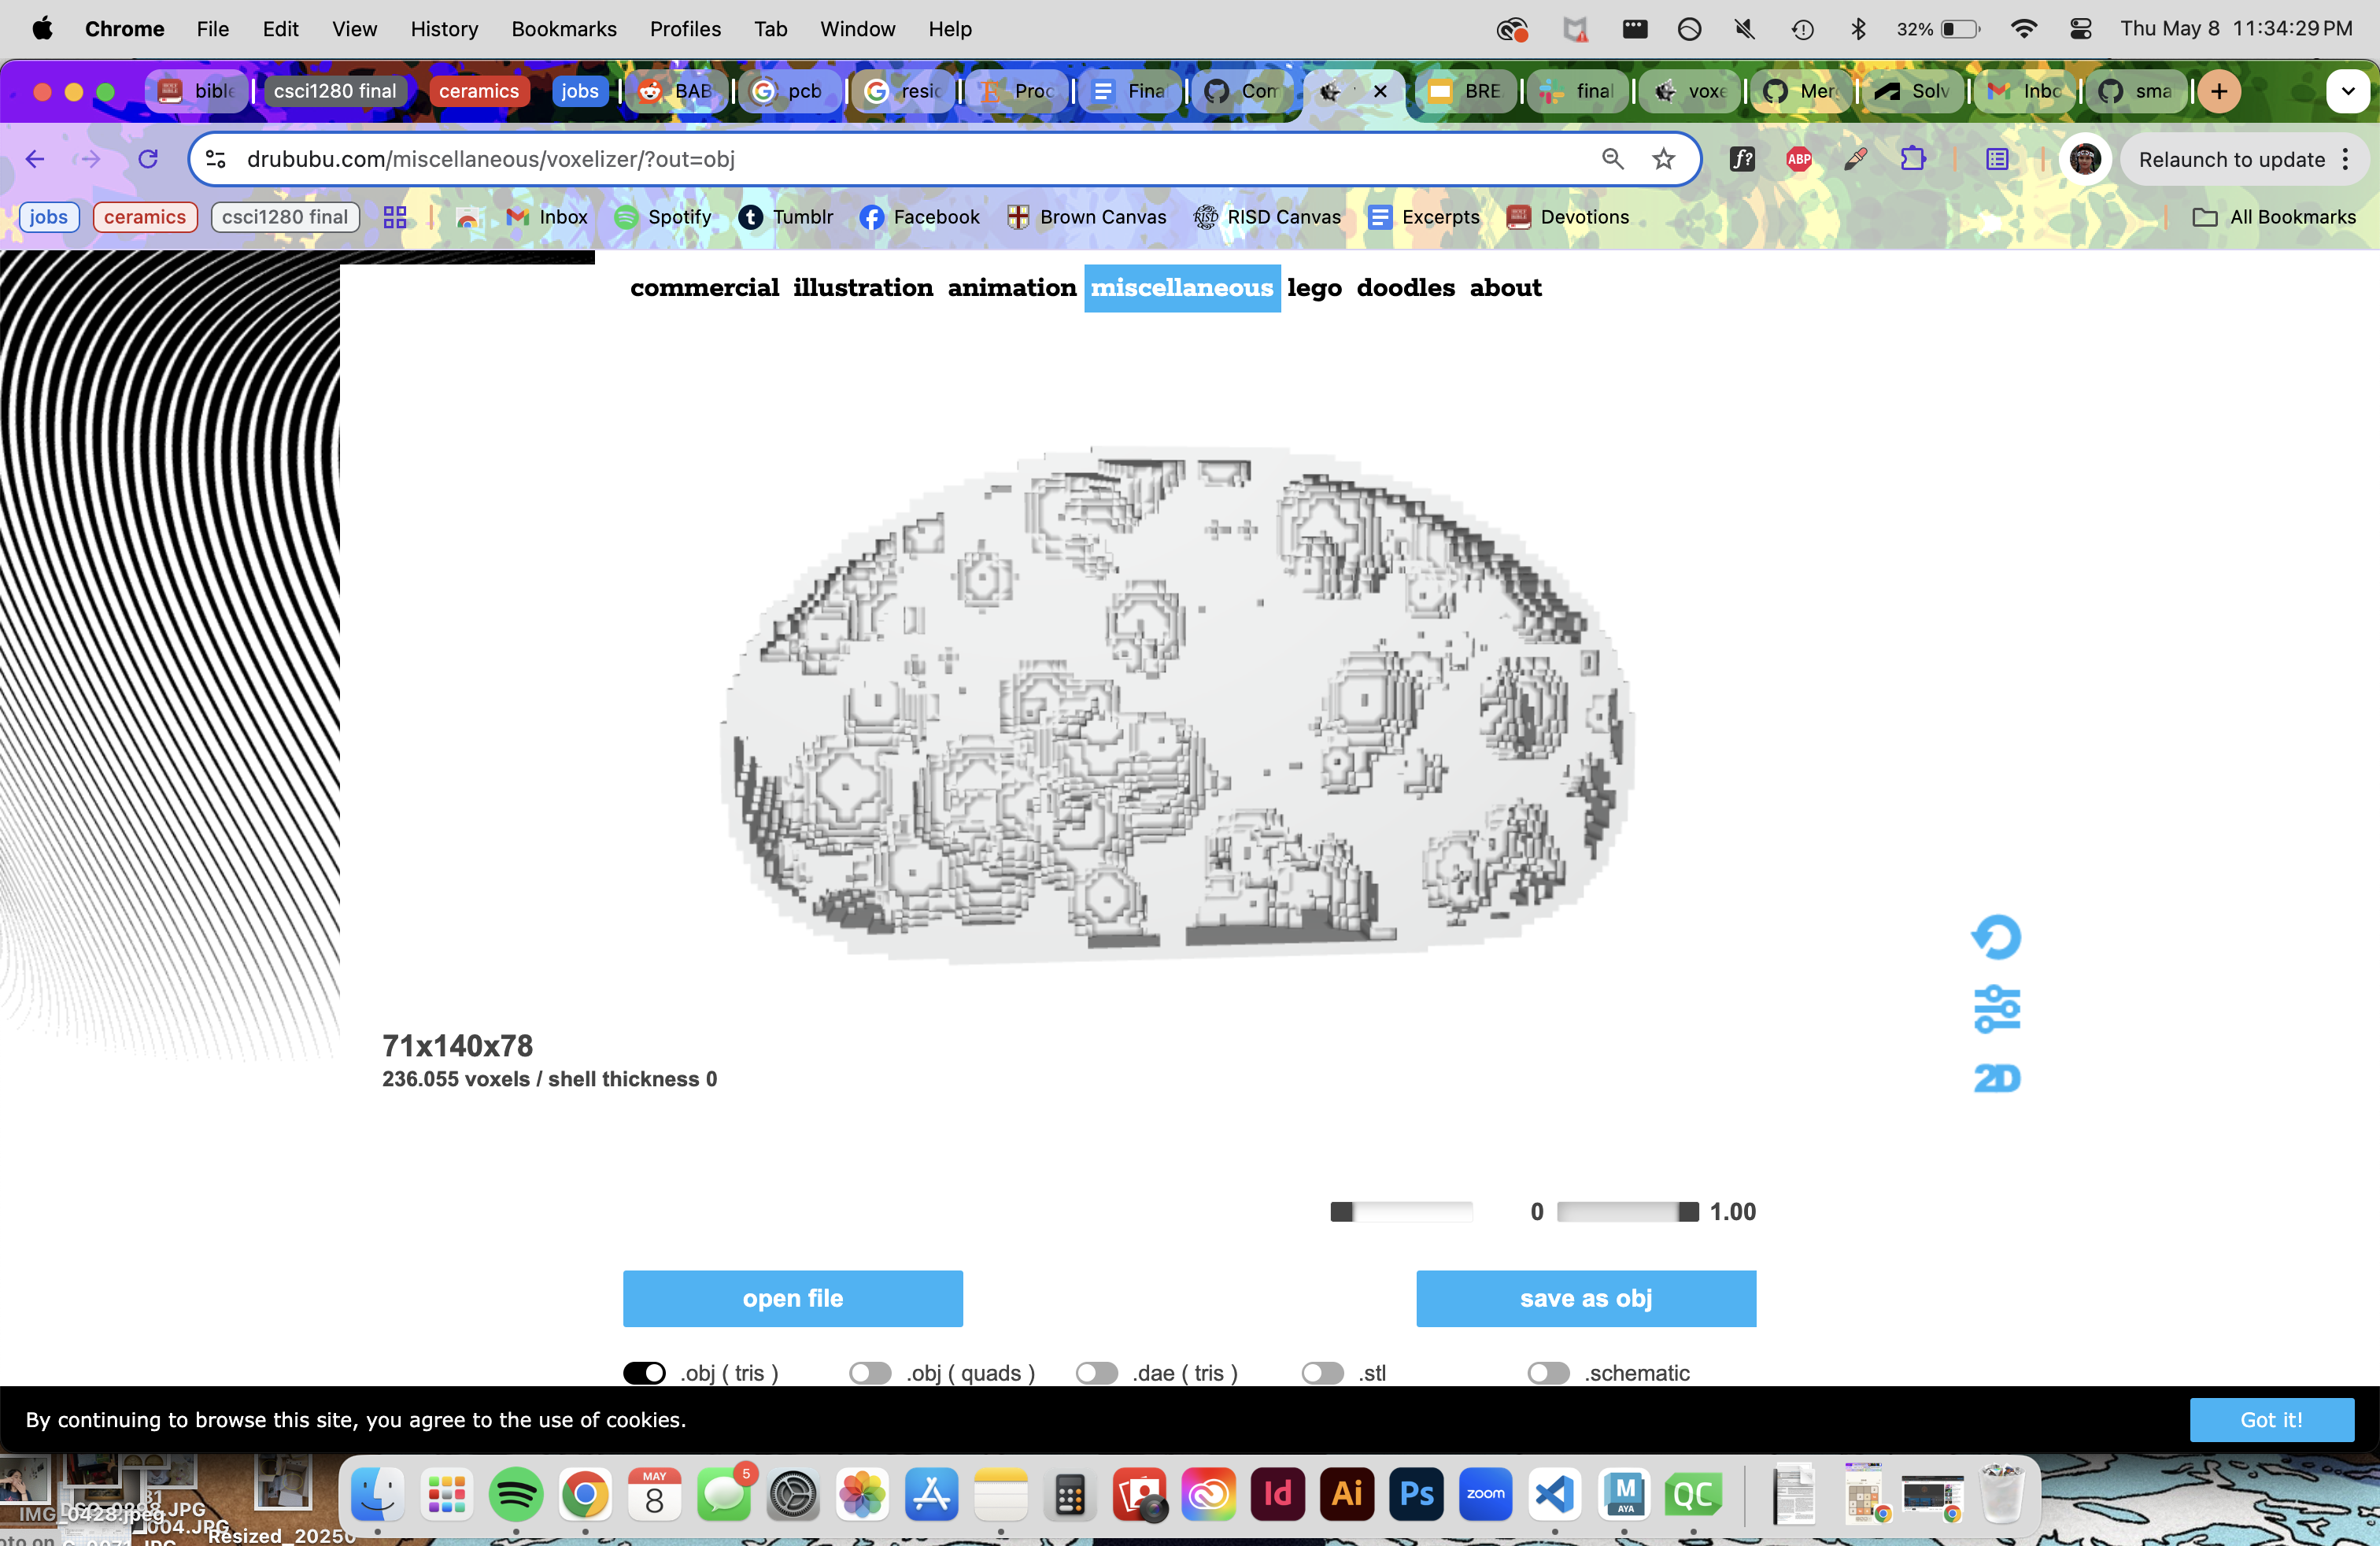 Chrome File Edit View History Bookmarks Profiles Tab Window Help 32% Thu May 8 11:34:29 PM
bible csci1280 final ceramics jobs BAB pcb resic Proc Final Com BRE final voxe Mer Solv Inbo sma
drububu.com/miscellaneous/voxelizer/?out=obj f? ABP Relaunch to update
jobs ceramics csci1280 final Inbox Spotify Tumblr Facebook Brown Canvas RISD Canvas Excerpts Devotions All Bookmarks
commercial illustration animation miscellaneous lego doodles about
71x140x78
236.055 voxels / shell thickness 0
2D
0 1.00
open file save as obj
.obj ( tris ) .obj ( quads ) .dae ( tris ) .stl .schematic
By continuing to browse this site, you agree to the use of cookies. Got it!
MAY 8 5 Id Ai Ps zoom M AYA QC
IMG_0428.jpeg
004.JPG
Resized_20250